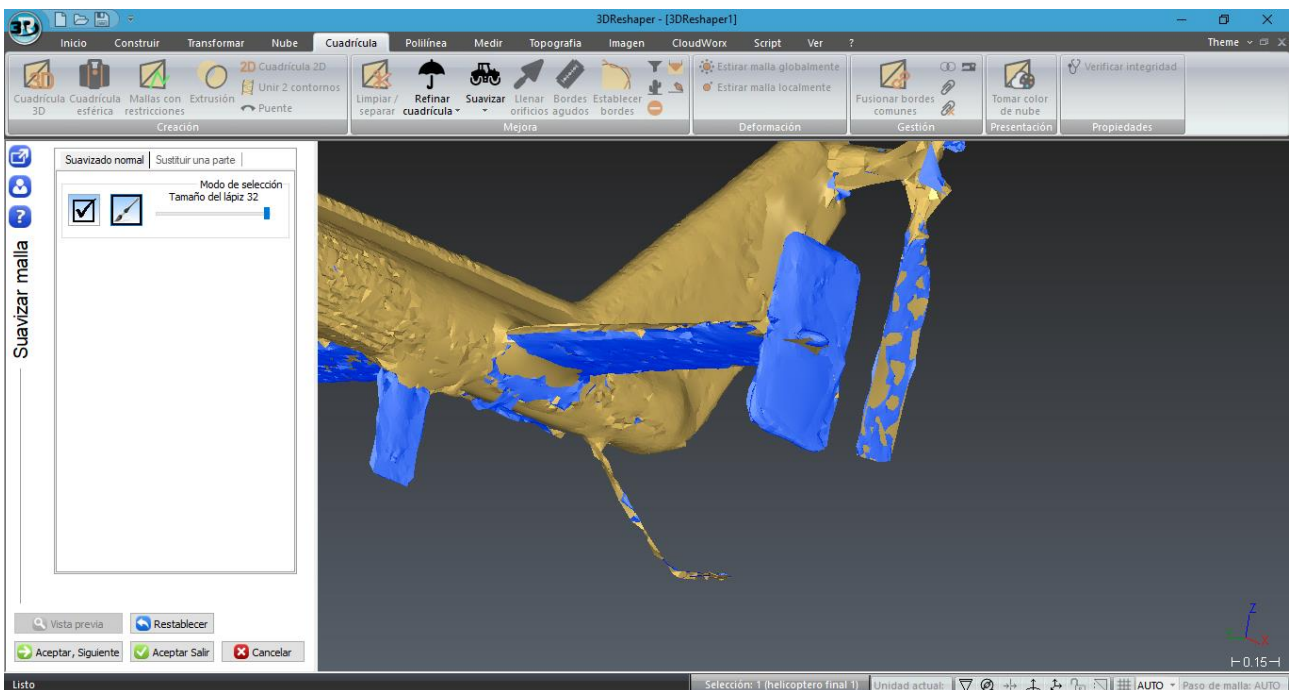 3DR
3DReshaper - [3DReshaper1]
Inicio Construir Transformar Nube Cuadrícula Polilínea Medir Topografia Imagen CloudWorx Script Ver ? Theme
Cuadrícula 3D
Cuadrícula esférica
Mallas con restricciones
Extrusión
2D Cuadrícula 2D
Unir 2 contornos
Puente
Creación
Limpiar / separar
Refinar cuadrícula
Suavizar
Llenar orificios
Bordes agudos
Establecer bordes
Mejora
Estirar malla globalmente
Estirar malla localmente
Deformación
Fusionar bordes comunes
Gestión
Tomar color de nube
Presentación
Verificar integridad
Propiedades
Suavizar malla
Suavizado normal Sustituir una parte
Modo de selección
Tamaño del lápiz 32
Vista previa Restablecer
Aceptar, Siguiente Aceptar Salir Cancelar
Z
X
0.15
Listo Selección: 1 (helicoptero final 1) Unidad actual: AUTO Paso de malla: AUTO